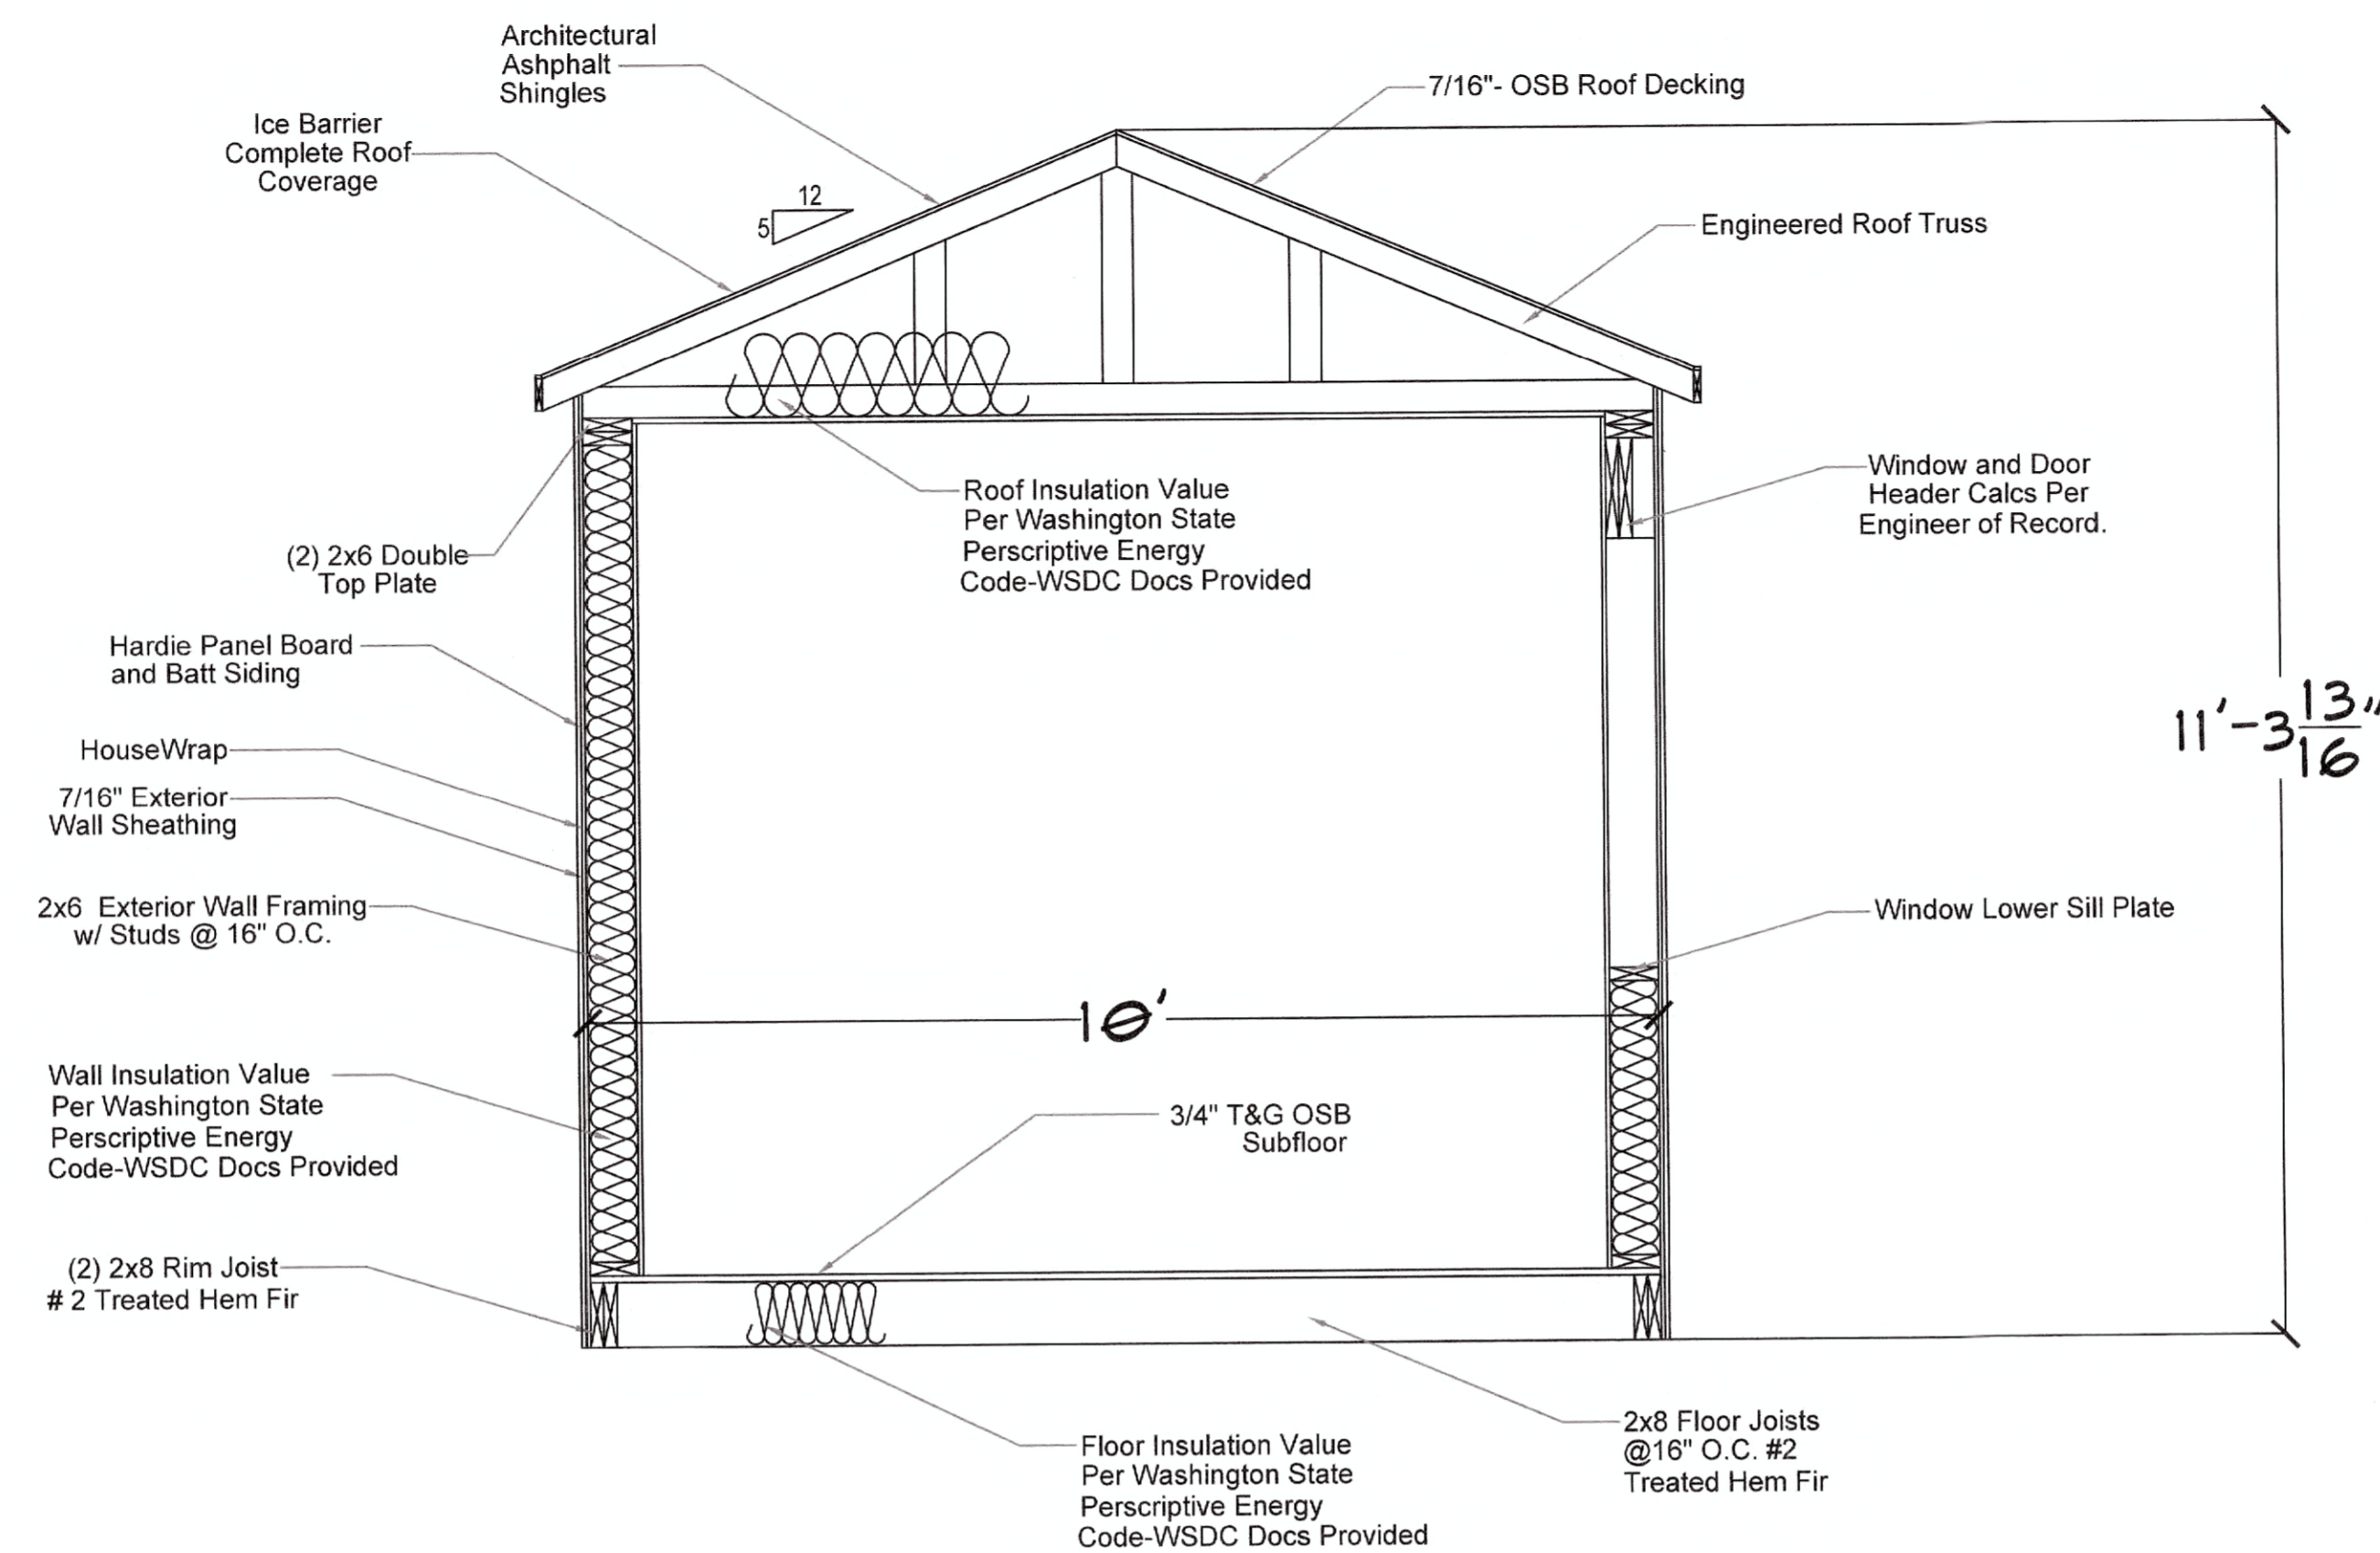 Architectural
Ashphalt
Shingles
7/16"- OSB Roof Decking
Ice Barrier
Complete Roof
Coverage
12
5
Engineered Roof Truss
Roof Insulation Value
Per Washington State
Perscriptive Energy
Code-WSDC Docs Provided
Window and Door
Header Calcs Per
Engineer of Record.
(2) 2x6 Double
Top Plate
Hardie Panel Board
and Batt Siding
11'-3 13/16"
HouseWrap
7/16" Exterior
Wall Sheathing
2x6 Exterior Wall Framing
w/ Studs @ 16" O.C.
Window Lower Sill Plate
10'
Wall Insulation Value
Per Washington State
Perscriptive Energy
Code-WSDC Docs Provided
3/4" T&G OSB
Subfloor
(2) 2x8 Rim Joist
# 2 Treated Hem Fir
Floor Insulation Value
Per Washington State
Perscriptive Energy
Code-WSDC Docs Provided
2x8 Floor Joists
@16" O.C. #2
Treated Hem Fir